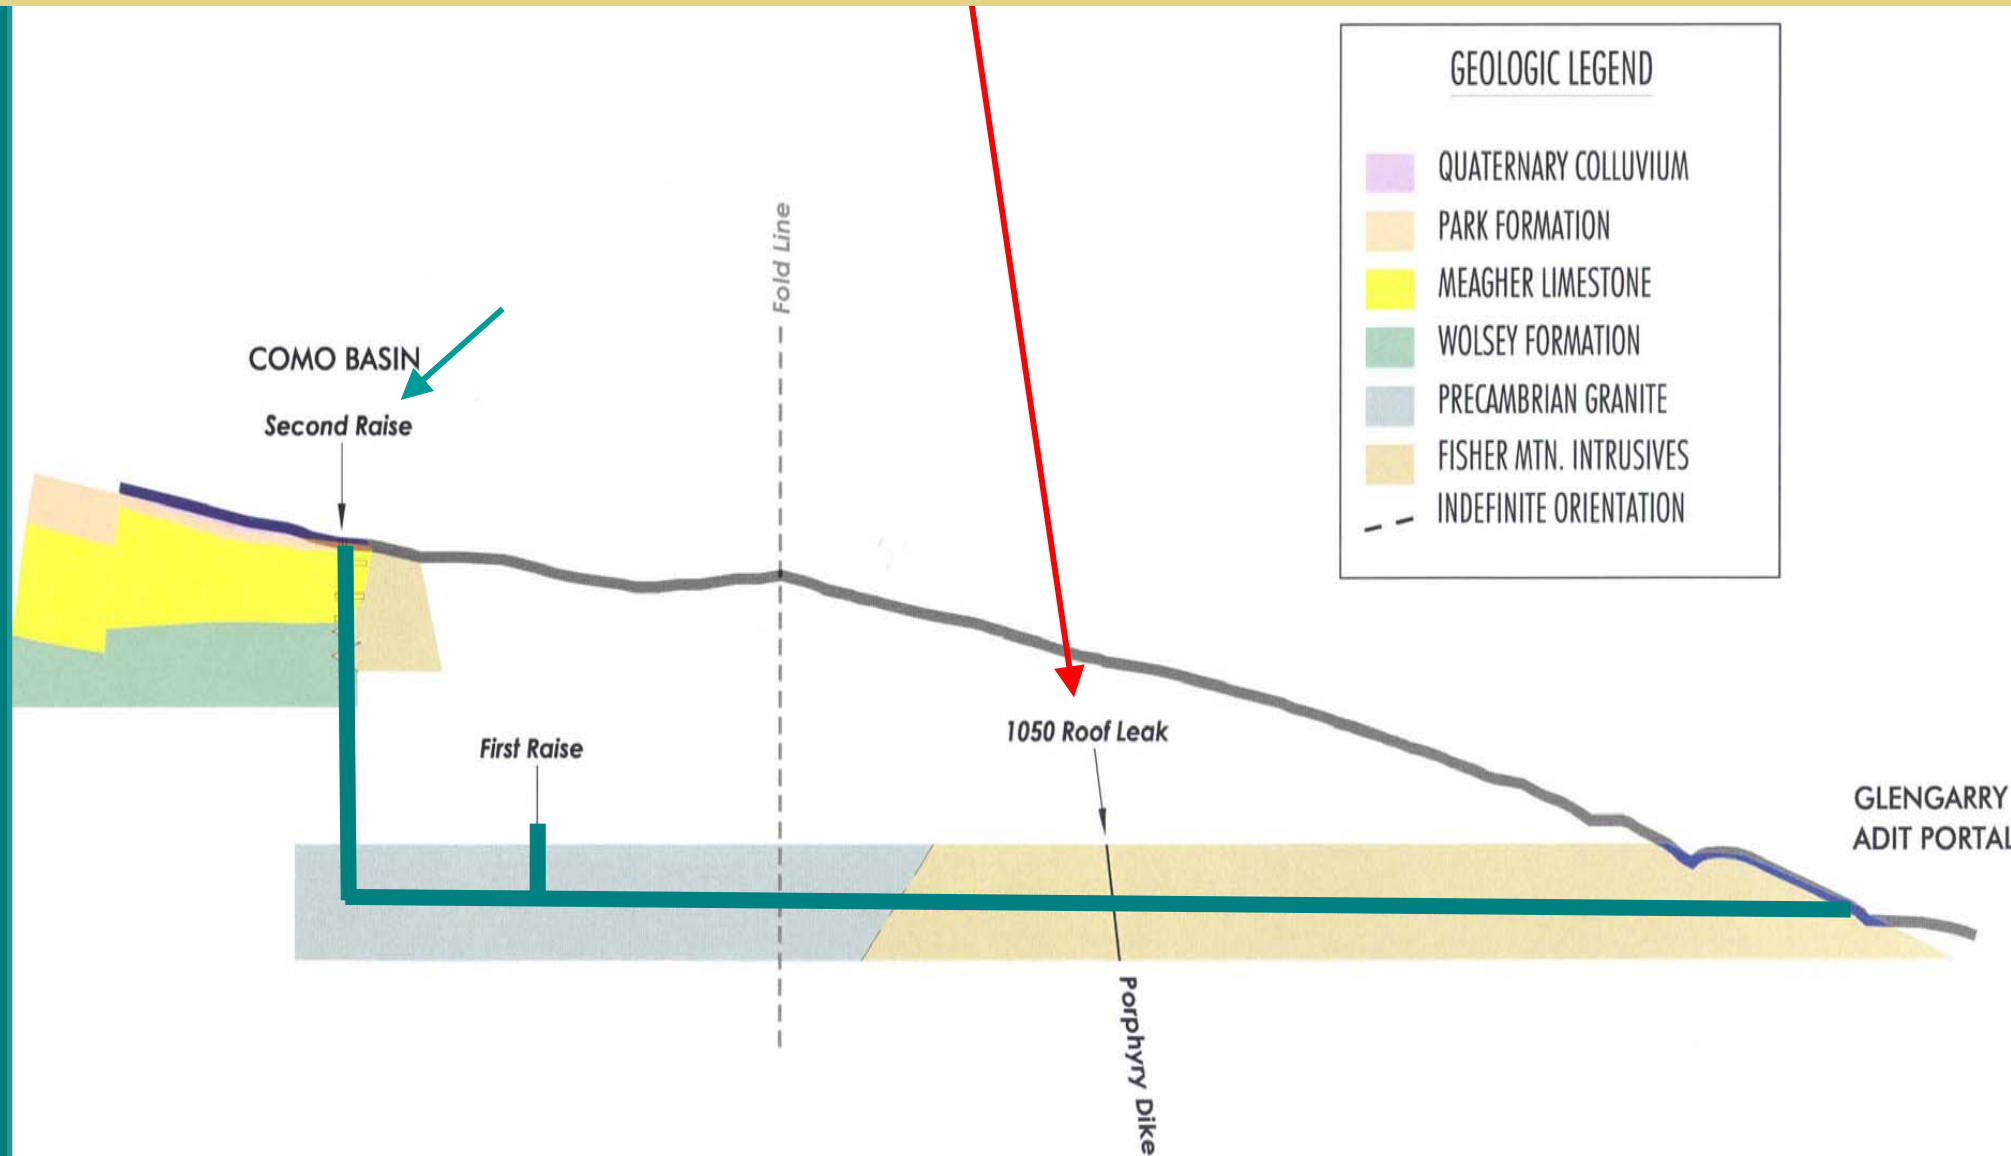 GEOLOGIC LEGEND
QUATERNARY COLLUVIUM
PARK FORMATION
MEAGHER LIMESTONE
WOLSEY FORMATION
PRECAMBRIAN GRANITE
FISHER MTN. INTRUSIVES
INDEFINITE ORIENTATION
Fold Line
COMO BASIN
Second Raise
First Raise
1050 Roof Leak
GLENGARRY
ADIT PORTAL
Porphyry Dike